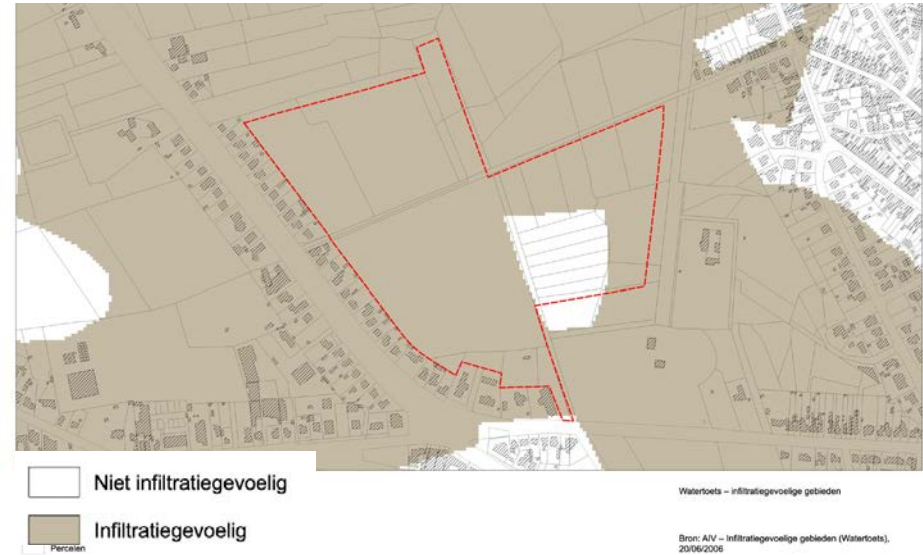 Niet infiltratiegevoelig
Infiltratiegevoelig
Percelen
Watertoets – infiltratiegevoelige gebieden
Bron: AIV – Infiltratiegevoelige gebieden (Watertoets),
20/06/2006